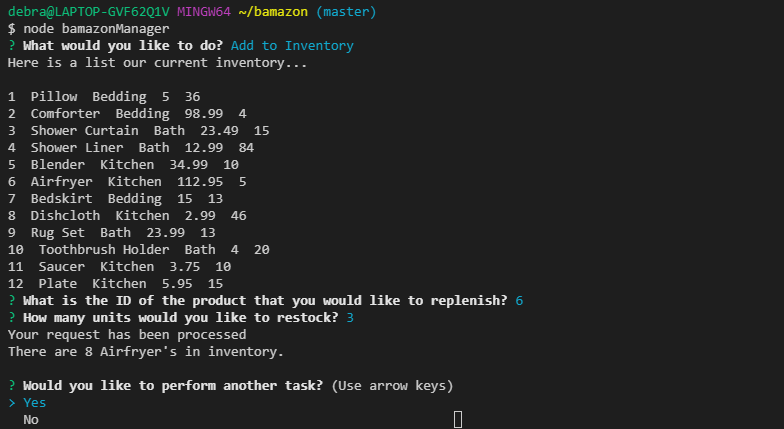 debra@LAPTOP-GVF62Q1V MINGW64 ~/bamazon (master)
$ node bamazonManager
? What would you like to do? Add to Inventory
Here is a list our current inventory...
1  Pillow  Bedding  5  36
2  Comforter  Bedding  98.99  4
3  Shower Curtain  Bath  23.49  15
4  Shower Liner  Bath  12.99  84
5  Blender  Kitchen  34.99  10
6  Airfryer  Kitchen  112.95  5
7  Bedskirt  Bedding  15  13
8  Dishcloth  Kitchen  2.99  46
9  Rug Set  Bath  23.99  13
10  Toothbrush Holder  Bath  4  20
11  Saucer  Kitchen  3.75  10
12  Plate  Kitchen  5.95  15
? What is the ID of the product that you would like to replenish? 6
? How many units would you like to restock? 3
Your request has been processed
There are 8 Airfryer's in inventory.
? Would you like to perform another task? (Use arrow keys)
> Yes
  No